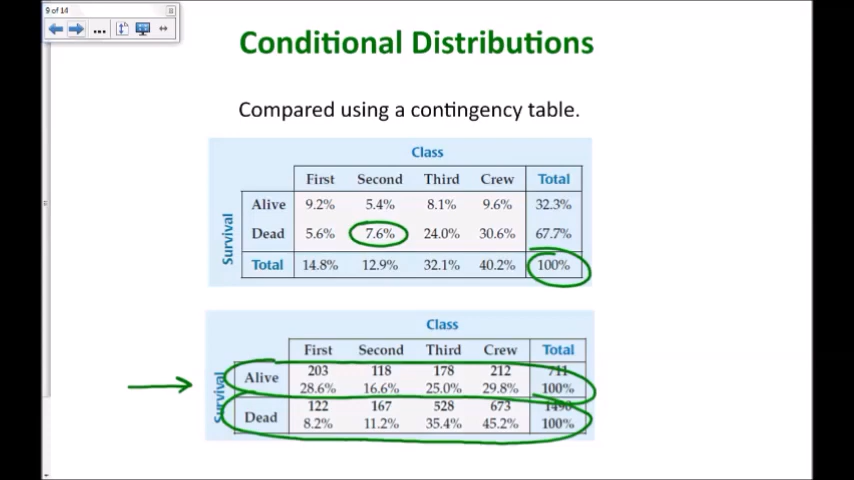 9 of 14
Conditional Distributions
Compared using a contingency table.
Class
First Second Third Crew Total
Survival
Alive 9.2% 5.4% 8.1% 9.6% 32.3%
Dead 5.6% 7.6% 24.0% 30.6% 67.7%
Total 14.8% 12.9% 32.1% 40.2% 100%
Class
First Second Third Crew Total
Survival
203 118 178 212 711
Alive
28.6% 16.6% 25.0% 29.8% 100%
122 167 528 673 1490
Dead
8.2% 11.2% 35.4% 45.2% 100%